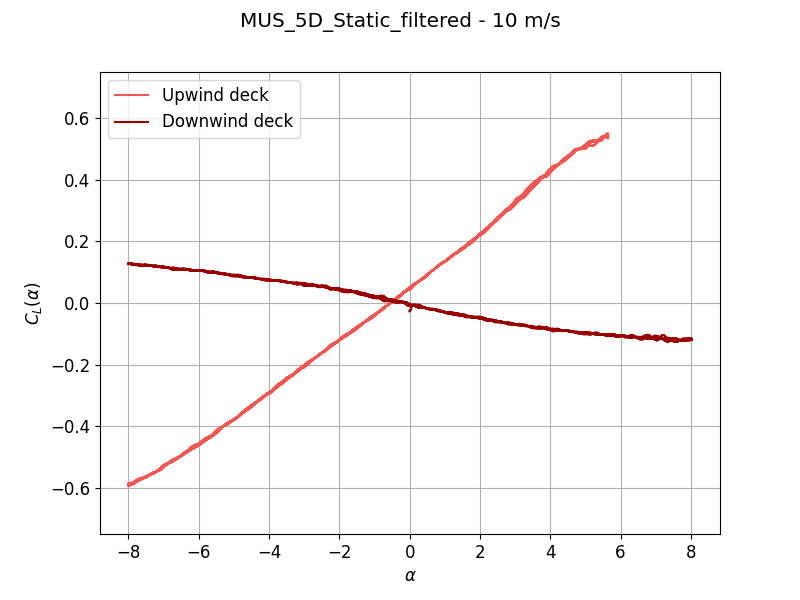 MUS_5D_Static_filtered - 10 m/s
Upwind deck
Downwind deck
C_L(α)
0.6
0.4
0.2
0.0
−0.2
−0.4
−0.6
−8 −6 −4 −2 0 2 4 6 8
α